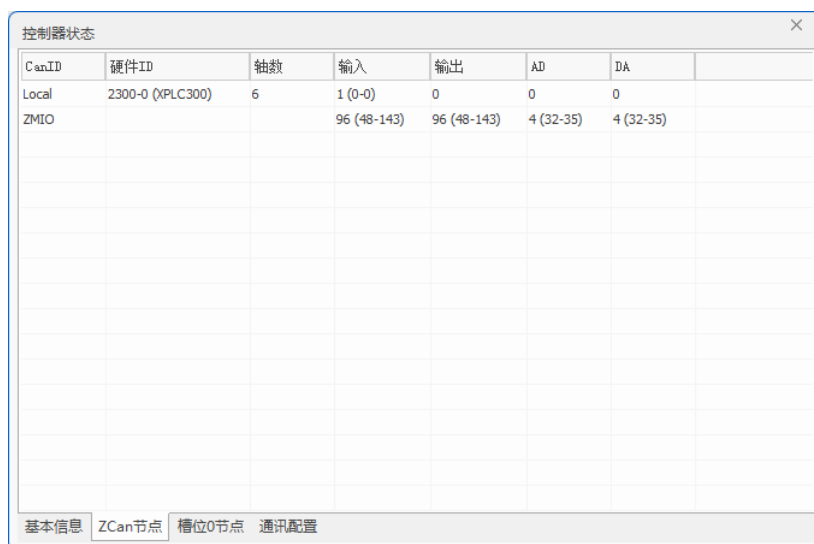 控制器状态
CanID 硬件ID 轴数 输入 输出 AD DA
Local 2300-0 (XPLC300) 6 1 (0-0) 0 0 0
ZMIO 96 (48-143) 96 (48-143) 4 (32-35) 4 (32-35)
基本信息 ZCan节点 槽位0节点 通讯配置